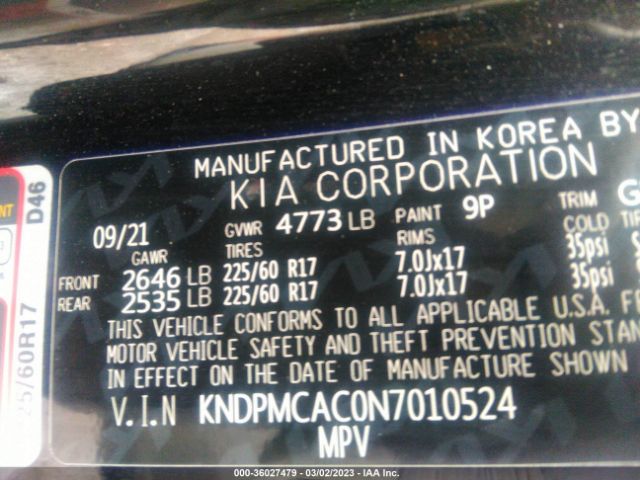 MANUFACTURED IN KOREA BY
KIA CORPORATION
09/21 GVWR 4773 LB PAINT 9P TRIM
GAWR TIRES RIMS COLD
FRONT 2646 LB 225/60 R17 7.0Jx17 35psi
REAR 2535 LB 225/60 R17 7.0Jx17 35psi
THIS VEHICLE CONFORMS TO ALL APPLICABLE U.S.A.
MOTOR VEHICLE SAFETY AND THEFT PREVENTION
IN EFFECT ON THE DATE OF MANUFACTURE SHOWN
V.I.N KNDPMCAC0N7010524
MPV
D46
25/60R17
000-36027479 - 03/02/2023 - IAA Inc.